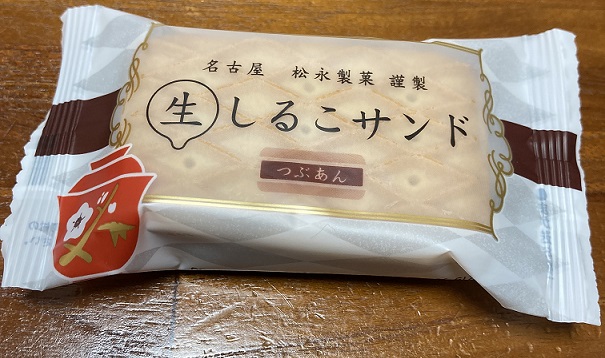 名古屋 松永製菓 謹製
生しるこサンド
つぶあん